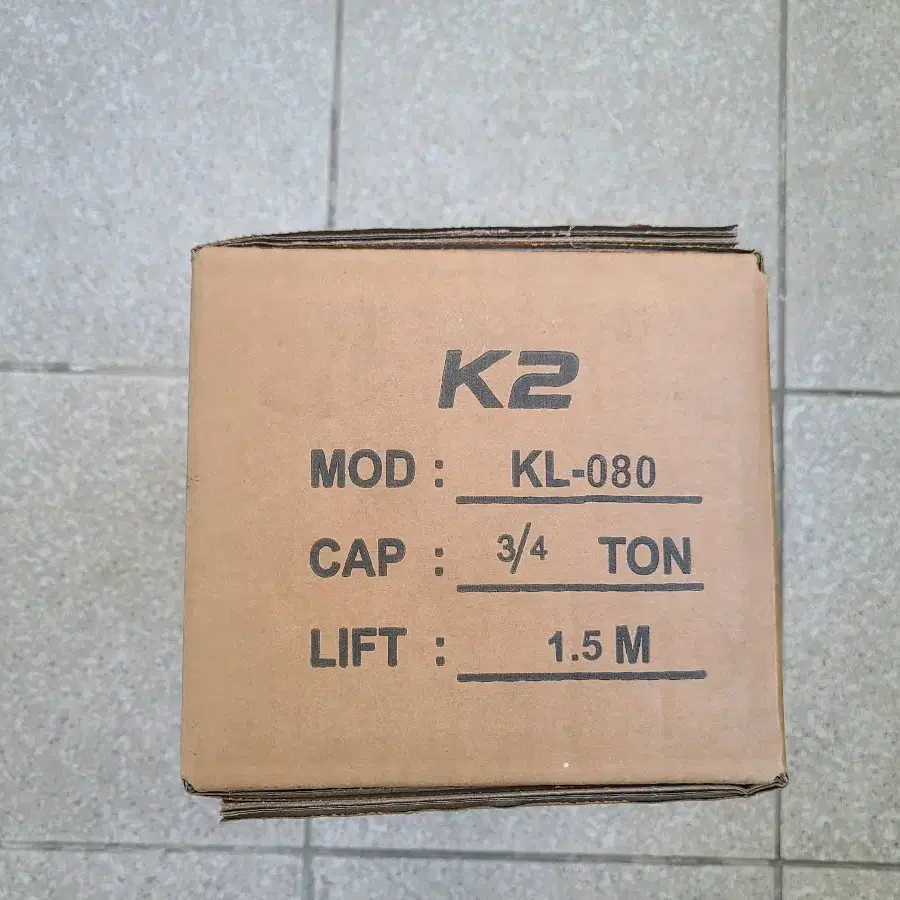 K2
MOD : KL-080
CAP : 3/4 TON
LIFT : 1.5 M